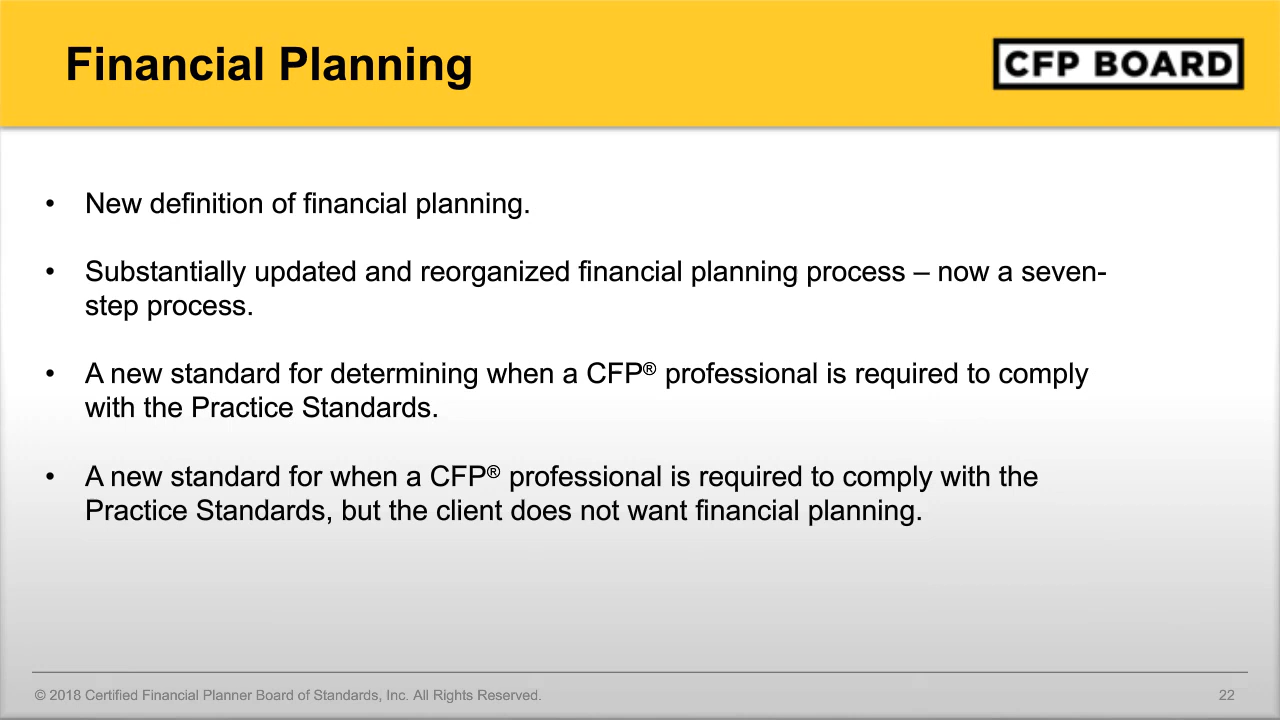 Financial Planning
CFP BOARD
• New definition of financial planning.
• Substantially updated and reorganized financial planning process – now a seven-
step process.
• A new standard for determining when a CFP® professional is required to comply
with the Practice Standards.
• A new standard for when a CFP® professional is required to comply with the
Practice Standards, but the client does not want financial planning.
© 2018 Certified Financial Planner Board of Standards, Inc. All Rights Reserved.
22